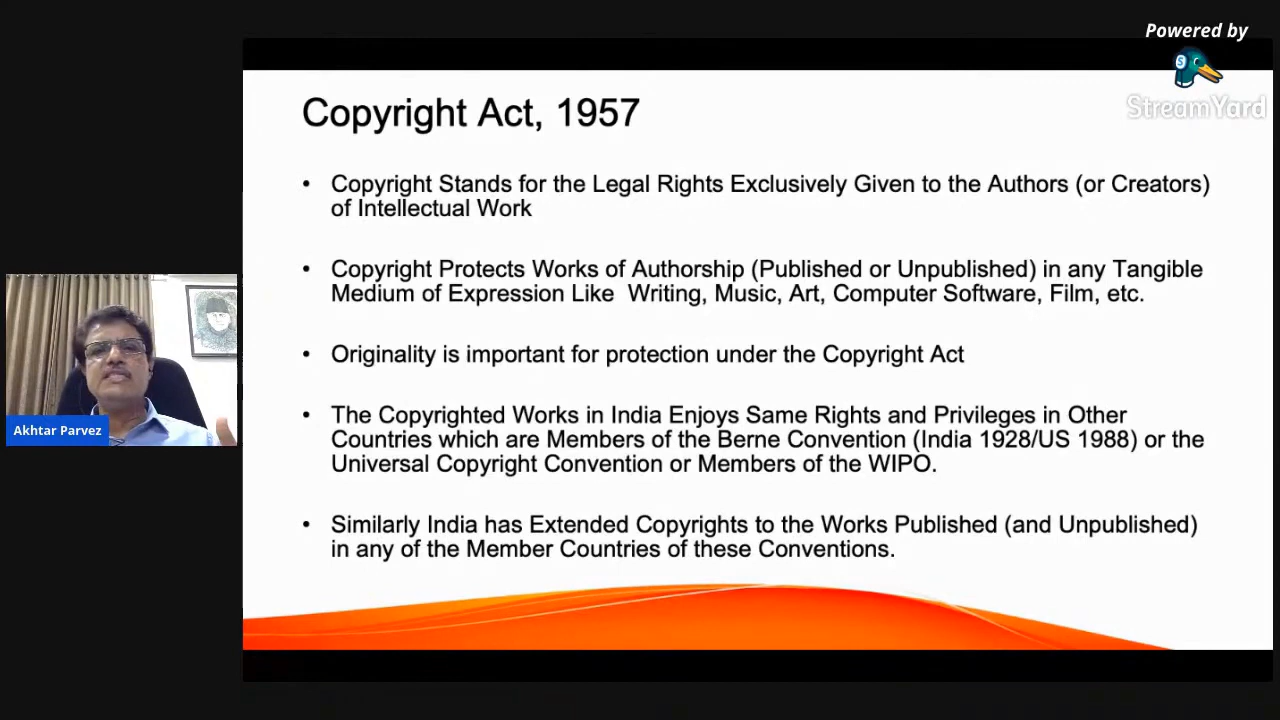 Powered by
StreamYard
Copyright Act, 1957
• Copyright Stands for the Legal Rights Exclusively Given to the Authors (or Creators)
of Intellectual Work
• Copyright Protects Works of Authorship (Published or Unpublished) in any Tangible
Medium of Expression Like  Writing, Music, Art, Computer Software, Film, etc.
• Originality is important for protection under the Copyright Act
• The Copyrighted Works in India Enjoys Same Rights and Privileges in Other
Countries which are Members of the Berne Convention (India 1928/US 1988) or the
Universal Copyright Convention or Members of the WIPO.
• Similarly India has Extended Copyrights to the Works Published (and Unpublished)
in any of the Member Countries of these Conventions.
Akhtar Parvez